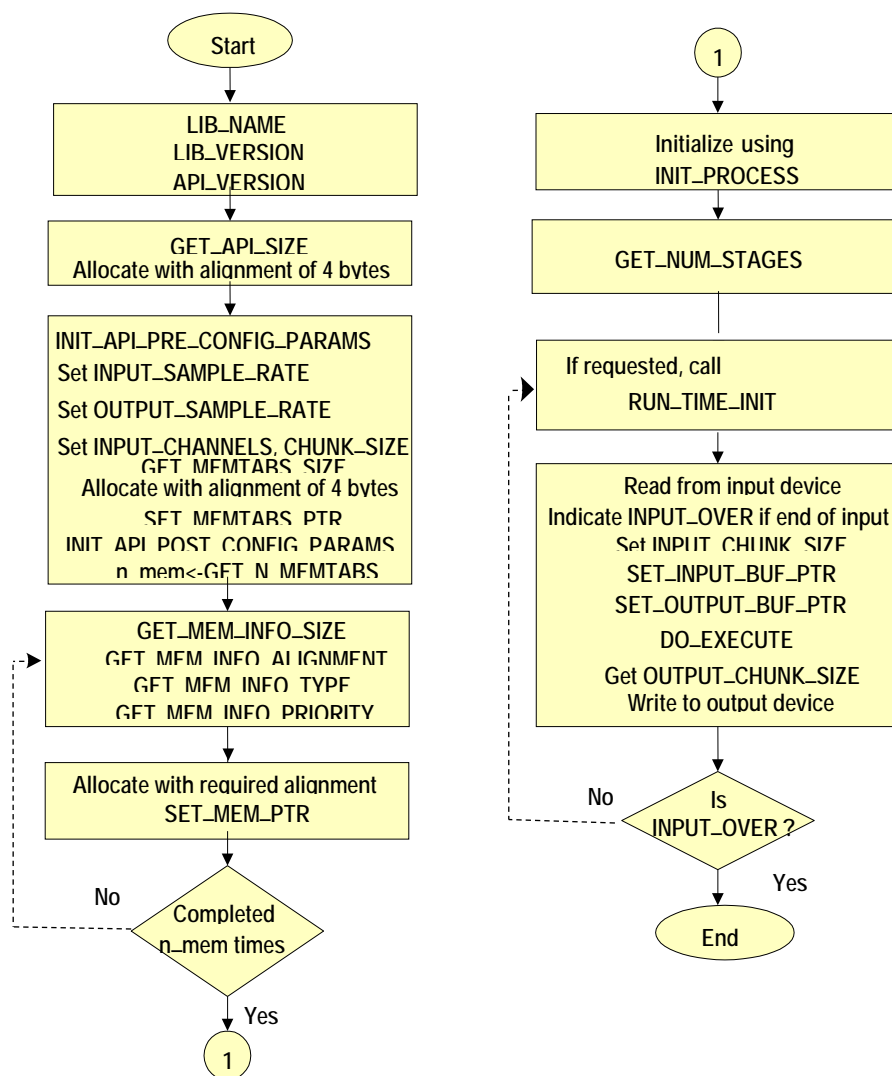 Start
LIB_NAME
LIB_VERSION
API_VERSION
GET_API_SIZE
Allocate with alignment of 4 bytes
INIT_API_PRE_CONFIG_PARAMS
Set INPUT_SAMPLE_RATE
Set OUTPUT_SAMPLE_RATE
Set INPUT_CHANNELS, CHUNK_SIZE
GET_MEMTABS_SIZE
Allocate with alignment of 4 bytes
SET_MEMTABS_PTR
INIT_API_POST_CONFIG_PARAMS
n_mem<-GET_N_MEMTABS
GET_MEM_INFO_SIZE
GET_MEM_INFO_ALIGNMENT
GET_MEM_INFO_TYPE
GET_MEM_INFO_PRIORITY
Allocate with required alignment
SET_MEM_PTR
No
Completed
n_mem times
Yes
1
1
Initialize using
INIT_PROCESS
GET_NUM_STAGES
If requested, call
RUN_TIME_INIT
Read from input device
Indicate INPUT_OVER if end of input
Set INPUT_CHUNK_SIZE
SET_INPUT_BUF_PTR
SET_OUTPUT_BUF_PTR
DO_EXECUTE
Get OUTPUT_CHUNK_SIZE
Write to output device
No
Is
INPUT_OVER ?
Yes
End